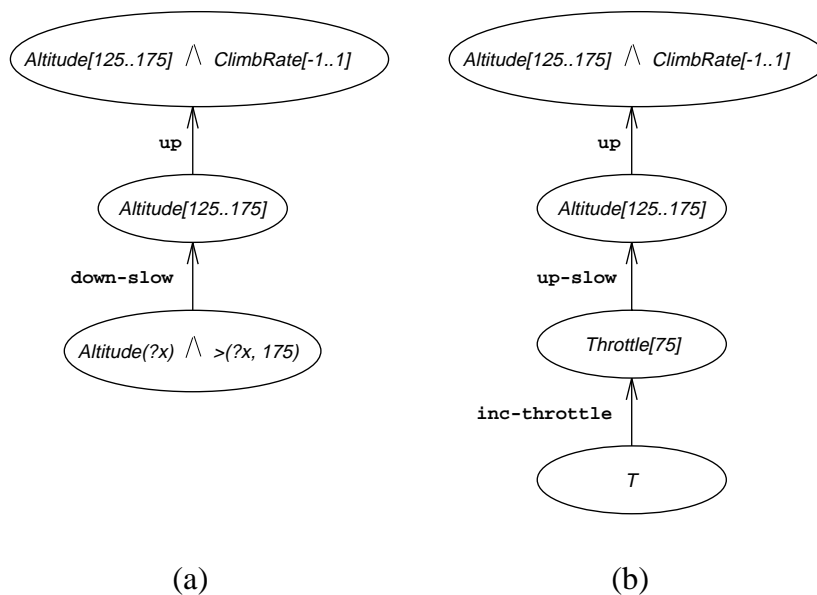 Altitude[125..175] ∧ ClimbRate[-1..1]
up
Altitude[125..175]
down-slow
Altitude(?x) ∧ >(?x, 175)
(a)
Altitude[125..175] ∧ ClimbRate[-1..1]
up
Altitude[125..175]
up-slow
Throttle[75]
inc-throttle
T
(b)